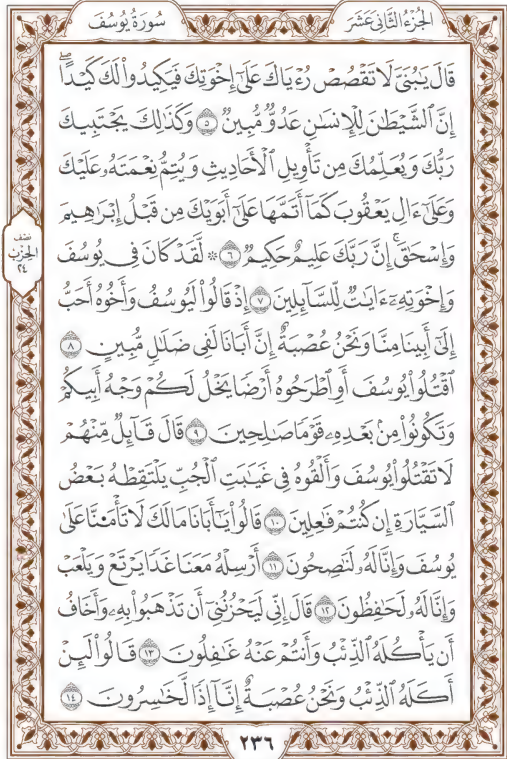 الجزء الثاني عشر
سورة يوسف
قَالَ يَٰبُنَيَّ لَا تَقْصُصْ رُءْيَاكَ عَلَىٰٓ إِخْوَتِكَ فَيَكِيدُواْ لَكَ كَيْدًاۖ
إِنَّ ٱلشَّيْطَٰنَ لِلْإِنسَٰنِ عَدُوّٞ مُّبِينٞ ٥ وَكَذَٰلِكَ يَجْتَبِيكَ
رَبُّكَ وَيُعَلِّمُكَ مِن تَأْوِيلِ ٱلْأَحَادِيثِ وَيُتِمُّ نِعْمَتَهُۥ عَلَيْكَ
وَعَلَىٰٓ ءَالِ يَعْقُوبَ كَمَآ أَتَمَّهَا عَلَىٰٓ أَبَوَيْكَ مِن قَبْلُ إِبْرَٰهِيمَ
وَإِسْحَٰقَۚ إِنَّ رَبَّكَ عَلِيمٌ حَكِيمٞ ٦ ۞ لَّقَدْ كَانَ فِي يُوسُفَ
نصف
الحزب
٢٤
وَإِخْوَتِهِۦٓ ءَايَٰتٞ لِّلسَّآئِلِينَ ٧ إِذْ قَالُواْ لَيُوسُفُ وَأَخُوهُ أَحَبُّ
إِلَىٰٓ أَبِينَا مِنَّا وَنَحْنُ عُصْبَةٌ إِنَّ أَبَانَا لَفِي ضَلَٰلٖ مُّبِينٍ ٨
ٱقْتُلُواْ يُوسُفَ أَوِ ٱطْرَحُوهُ أَرْضٗا يَخْلُ لَكُمْ وَجْهُ أَبِيكُمْ
وَتَكُونُواْ مِنۢ بَعْدِهِۦ قَوْمٗا صَٰلِحِينَ ٩ قَالَ قَآئِلٞ مِّنْهُمْ
لَا تَقْتُلُواْ يُوسُفَ وَأَلْقُوهُ فِي غَيَٰبَتِ ٱلْجُبِّ يَلْتَقِطْهُ بَعْضُ
ٱلسَّيَّارَةِ إِن كُنتُمْ فَٰعِلِينَ ١٠ قَالُواْ يَٰٓأَبَانَا مَالَكَ لَا تَأْمَ۫نَّا عَلَىٰ
يُوسُفَ وَإِنَّا لَهُۥ لَنَٰصِحُونَ ١١ أَرْسِلْهُ مَعَنَا غَدٗا يَرْتَعْ وَيَلْعَبْ
وَإِنَّا لَهُۥ لَحَٰفِظُونَ ١٢ قَالَ إِنِّي لَيَحْزُنُنِيٓ أَن تَذْهَبُواْ بِهِۦ وَأَخَافُ
أَن يَأْكُلَهُ ٱلذِّئْبُ وَأَنتُمْ عَنْهُ غَٰفِلُونَ ١٣ قَالُواْ لَئِنْ
أَكَلَهُ ٱلذِّئْبُ وَنَحْنُ عُصْبَةٌ إِنَّآ إِذٗا لَّخَٰسِرُونَ ١٤
٢٣٦